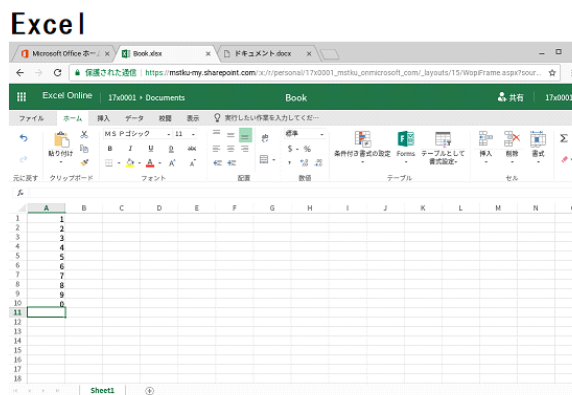 Excel
Microsoft Office ホー
Book.xlsx
ドキュメント.docx
保護された通信 | https://mstku-my.sharepoint.com/:x:/r/personal/17x0001_mstku_onmicrosoft_com/_layouts/15/WopiFrame.aspx?sour...
Excel Online 17x0001 › Documents Book 共有 17x0001
ファイル ホーム 挿入 データ 校閲 表示 実行したい作業を入力してくだ…
貼り付け MS Pゴシック 11 標準 条件付き書式の設定 Forms テーブルとして書式設定 挿入 削除 書式 Σ
B I U D abc $ %
元に戻す クリップボード フォント 配置 数値 テーブル セル
fx
A B C D E F G H I J K L M N
1 1
2 2
3 3
4 4
5 5
6 6
7 7
8 8
9 9
10 0
11
12
13
14
15
16
17
18
Sheet1